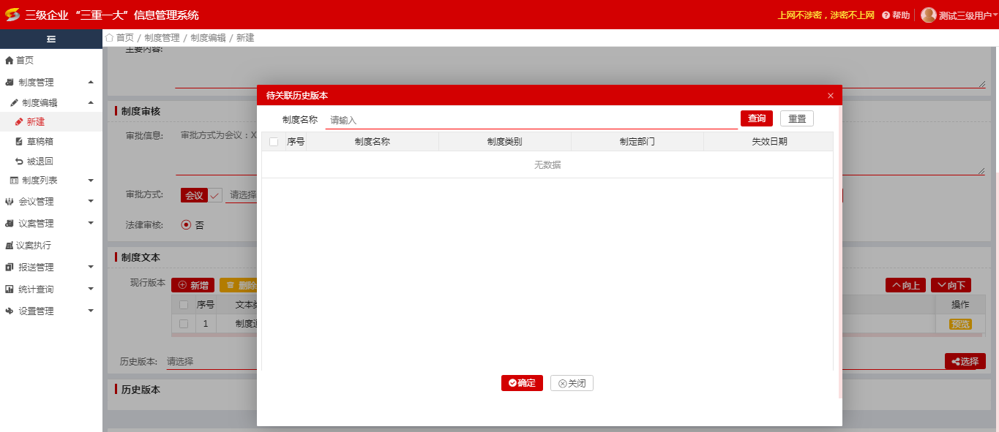 三级企业“三重一大”信息管理系统
上网不涉密，涉密不上网
帮助
测试三级用户
首页 / 制度管理 / 制度编辑 / 新建
首页
制度管理
制度编辑
新建
草稿箱
被退回
制度列表
会议管理
议案管理
议案执行
报送管理
统计查询
设置管理
主要内容:
制度审核
审批信息:
审批方式为会议：X
审批方式:
会议
请选择
法律审核:
否
制度文本
现行版本
新增
删除
向上
向下
序号
操作
1
预览
历史版本:
请选择
选择
历史版本
待关联历史版本
×
制度名称
请输入
查询
重置
序号
制度名称
制度类别
制定部门
失效日期
无数据
确定
关闭